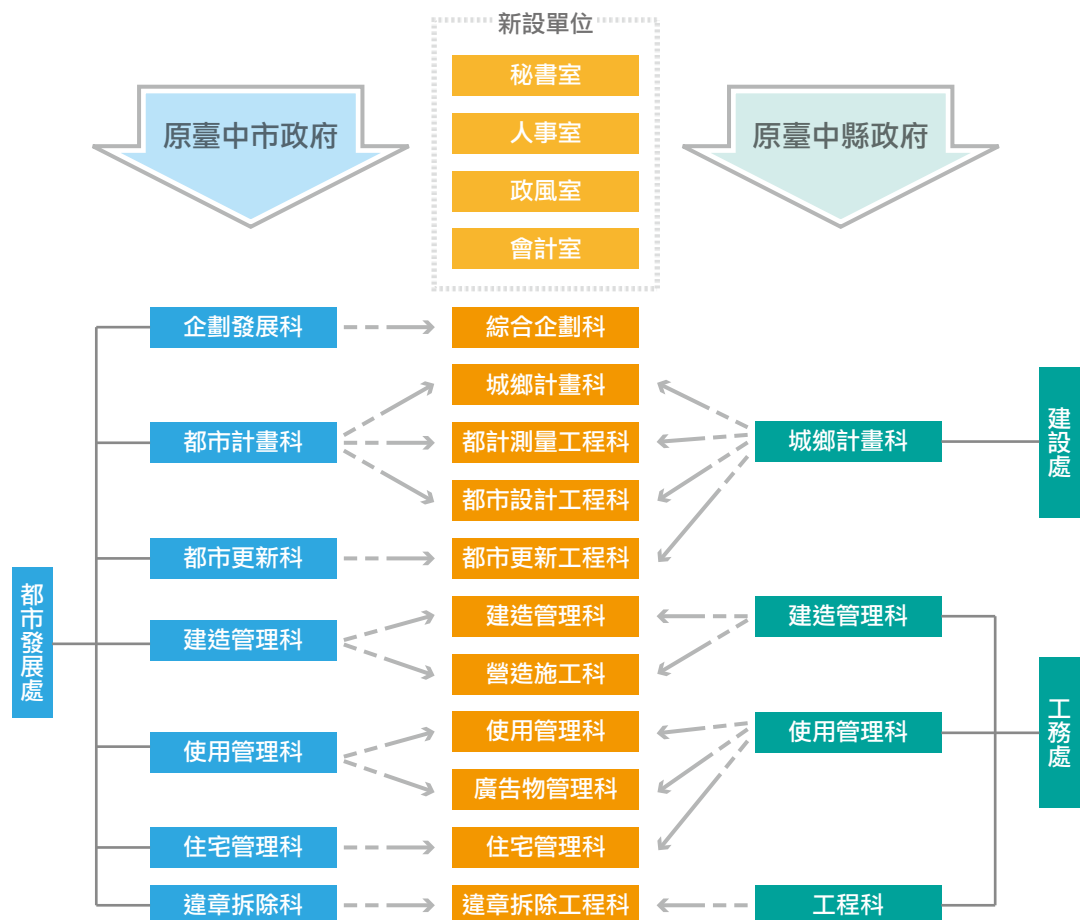 新設單位
秘書室
人事室
政風室
會計室
原臺中市政府
原臺中縣政府
都市發展處
企劃發展科
都市計畫科
都市更新科
建造管理科
使用管理科
住宅管理科
違章拆除科
綜合企劃科
城鄉計畫科
都計測量工程科
都市設計工程科
都市更新工程科
建造管理科
營造施工科
使用管理科
廣告物管理科
住宅管理科
違章拆除工程科
城鄉計畫科
建造管理科
使用管理科
工程科
建設處
工務處